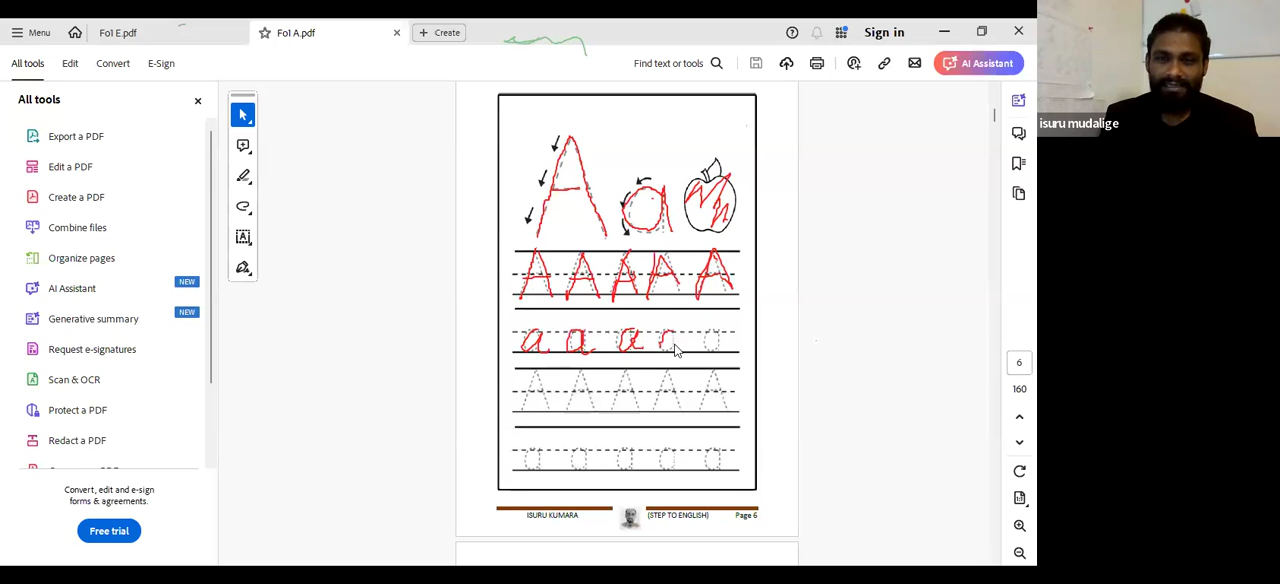 Menu
FoI E.pdf
FoI A.pdf
Create
Sign in
All tools
Edit
Convert
E-Sign
Find text or tools
AI Assistant
All tools
Export a PDF
Edit a PDF
Create a PDF
Combine files
Organize pages
AI Assistant
NEW
Generative summary
NEW
Request e-signatures
Scan & OCR
Protect a PDF
Redact a PDF
Convert, edit and e-sign
forms & agreements.
Free trial
A a
A A A A A
a a a a a
A A A A A
a a a a a
ISURU KUMARA
(STEP TO ENGLISH)
Page 6
6
160
isuru mudalige